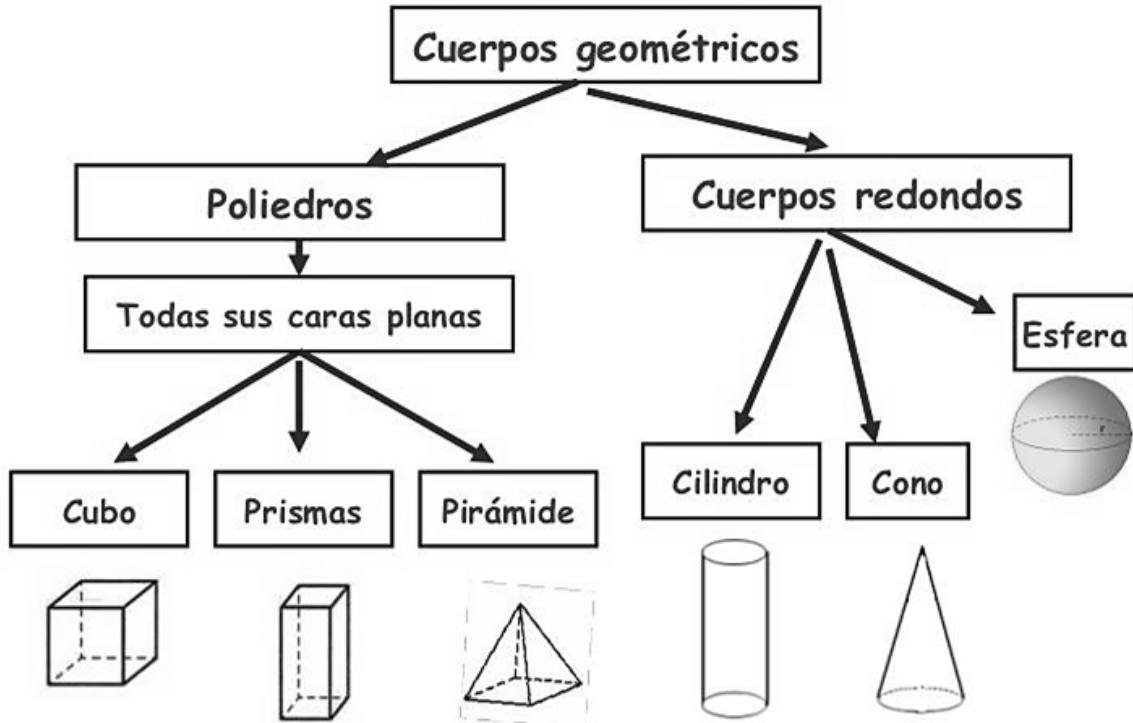 Cuerpos geométricos
Poliedros
Cuerpos redondos
Todas sus caras planas
Esfera
r
Cubo
Prismas
Pirámide
Cilindro
Cono